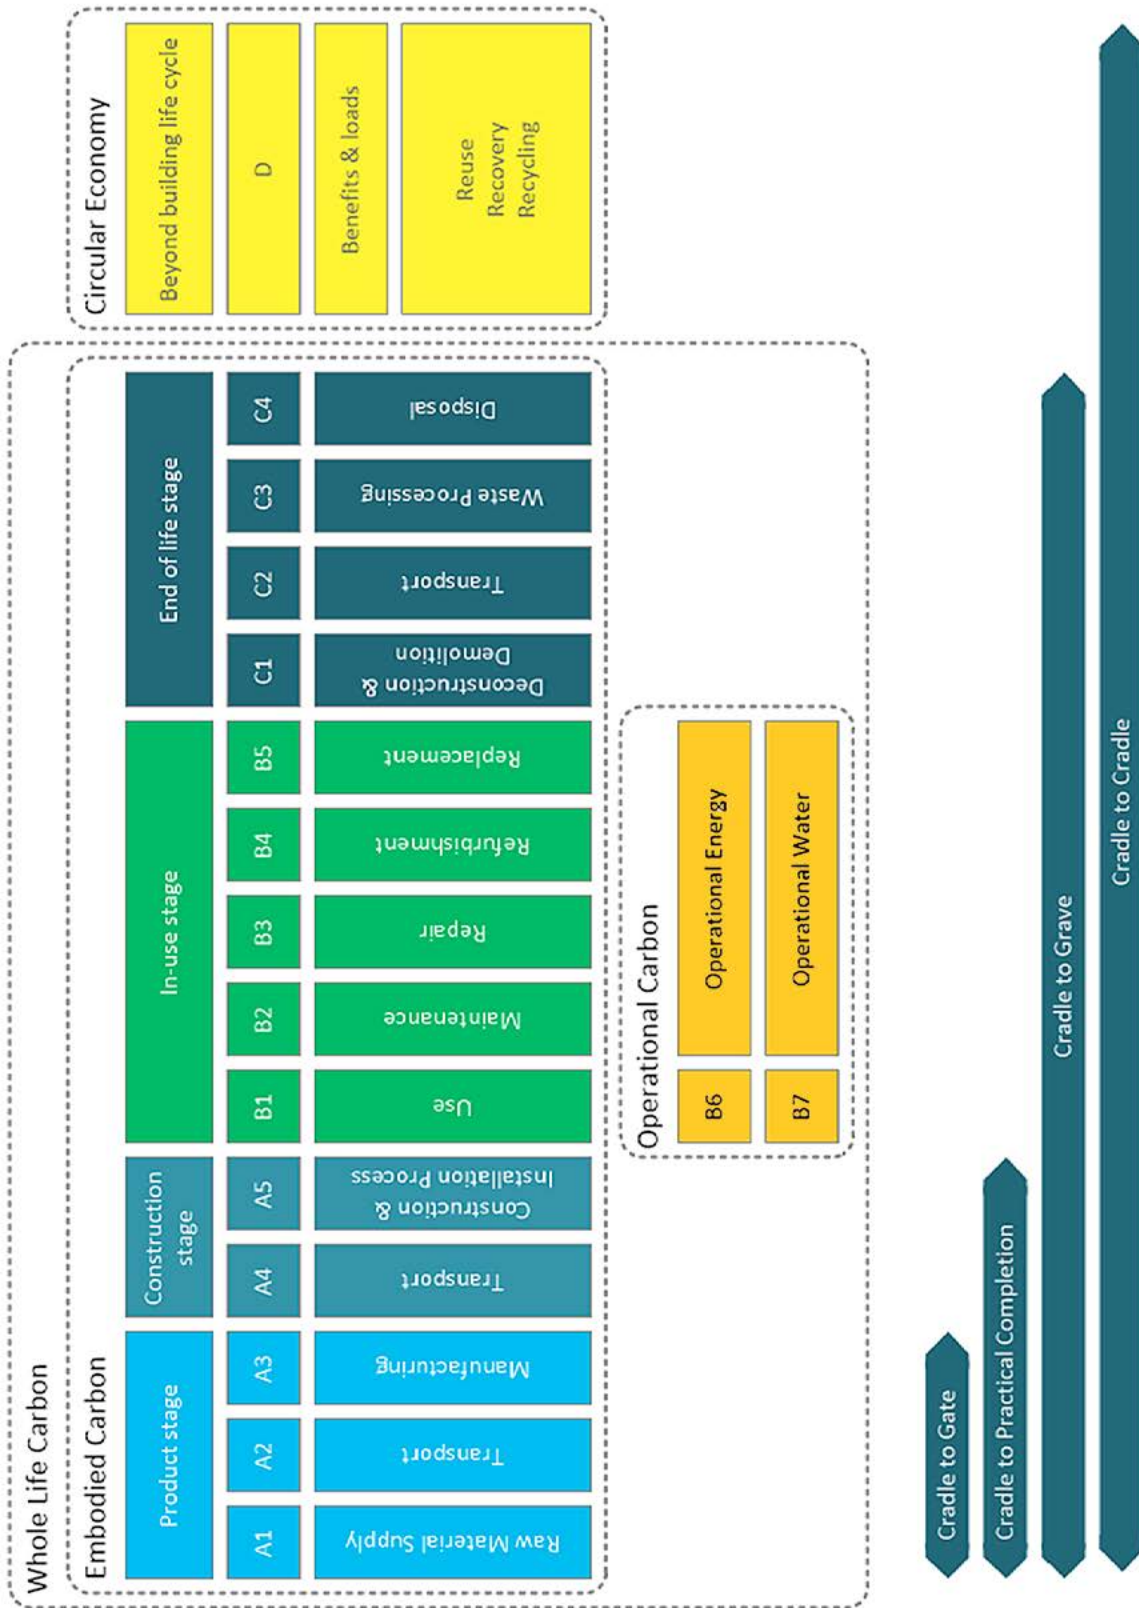 Whole Life Carbon
Embodied Carbon
Circular Economy
Product stage
Construction
stage
In-use stage
End of life stage
Beyond building life cycle
A1
A2
A3
A4
A5
B1
B2
B3
B4
B5
C1
C2
C3
C4
D
Raw Material Supply
Transport
Manufacturing
Transport
Construction &
Installation Process
Use
Maintenance
Repair
Refurbishment
Replacement
Deconstruction &
Demolition
Transport
Waste Processing
Disposal
Benefits & loads
Reuse
Recovery
Recycling
Operational Carbon
B6
Operational Energy
B7
Operational Water
Cradle to Gate
Cradle to Practical Completion
Cradle to Grave
Cradle to Cradle